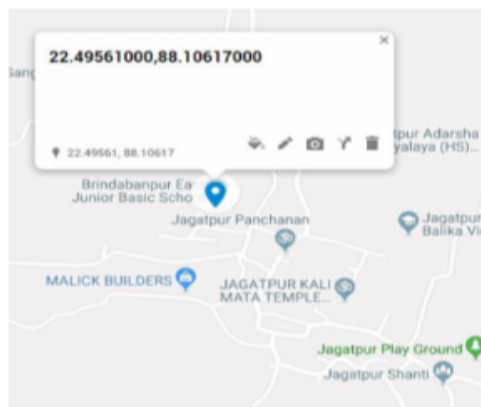 22.49561000,88.10617000
Sang
22.49561, 88.10617
tpur Adarsha
yalaya (HS)...
Brindabanpur Ea
Junior Basic Scho
Jagatpur Panchanan
Jagatpur
Balika Vi
MALICK BUILDERS
JAGATPUR KALI
MATA TEMPLE...
Jagatpur Play Ground
Jagatpur Shanti